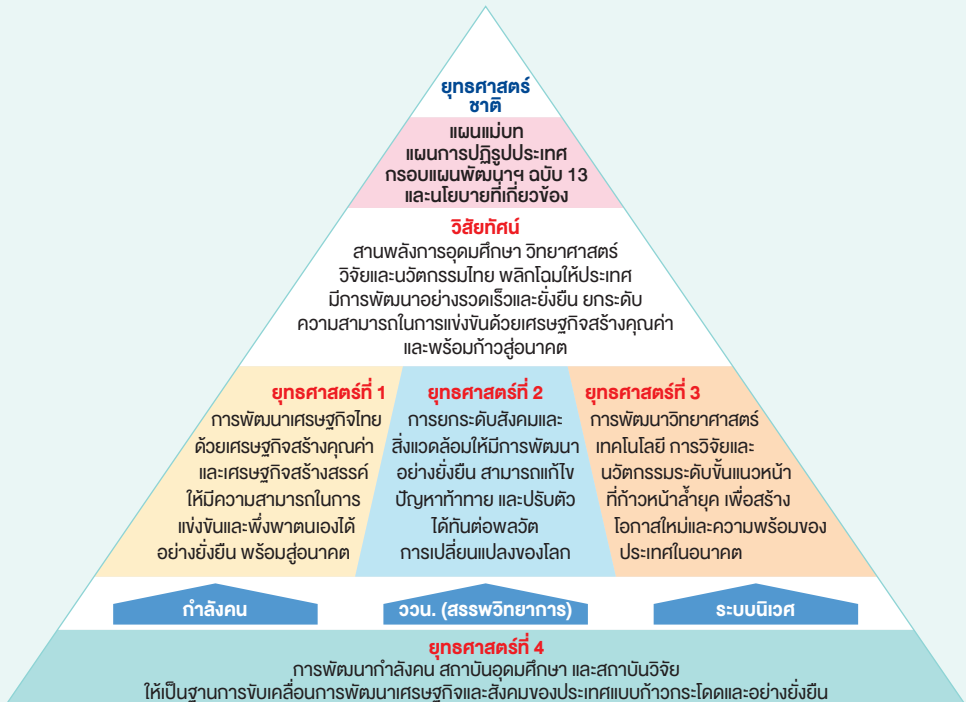 ยุทธศาสตร์
ชาติ
แผนแม่บท
แผนการปฏิรูปประเทศ
กรอบแผนพัฒนาฯ ฉบับ 13
และนโยบายที่เกี่ยวข้อง
วิสัยทัศน์
สานพลังการอุดมศึกษา วิทยาศาสตร์
วิจัยและนวัตกรรมไทย พลิกโฉมให้ประเทศ
มีการพัฒนาอย่างรวดเร็วและยั่งยืน ยกระดับ
ความสามารถในการแข่งขันด้วยเศรษฐกิจสร้างคุณค่า
และพร้อมก้าวสู่อนาคต
ยุทธศาสตร์ที่ 1
การพัฒนาเศรษฐกิจไทย
ด้วยเศรษฐกิจสร้างคุณค่า
และเศรษฐกิจสร้างสรรค์
ให้มีความสามารถในการ
แข่งขันและพึ่งพาตนเองได้
อย่างยั่งยืน พร้อมสู่อนาคต
ยุทธศาสตร์ที่ 2
การยกระดับสังคมและ
สิ่งแวดล้อมให้มีการพัฒนา
อย่างยั่งยืน สามารถแก้ไข
ปัญหาท้าทาย และปรับตัว
ได้ทันต่อพลวัต
การเปลี่ยนแปลงของโลก
ยุทธศาสตร์ที่ 3
การพัฒนาวิทยาศาสตร์
เทคโนโลยี การวิจัยและ
นวัตกรรมระดับขั้นแนวหน้า
ที่ก้าวหน้าล้ำยุค เพื่อสร้าง
โอกาสใหม่และความพร้อมของ
ประเทศในอนาคต
กำลังคน
ววน. (สรรพวิทยาการ)
ระบบนิเวศ
ยุทธศาสตร์ที่ 4
การพัฒนากำลังคน สถาบันอุดมศึกษา และสถาบันวิจัย
ให้เป็นฐานการขับเคลื่อนการพัฒนาเศรษฐกิจและสังคมของประเทศแบบก้าวกระโดดและอย่างยั่งยืน